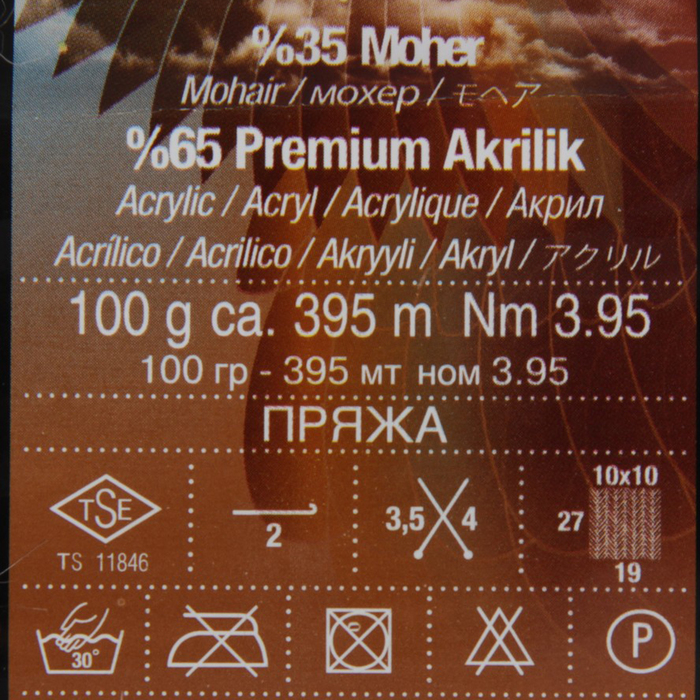 %35 Moher
Mohair / мохер / モヘア
%65 Premium Akrilik
Acrylic / Acryl / Acrylique / Акрил
Acrílico / Acrilico / Akryyli / Akryl / アクリル
100 g ca. 395 m Nm 3.95
100 гр - 395 мт ном 3.95
ПРЯЖА
TSE
TS 11846
2
3,5 4
10x10
27
19
30°
P